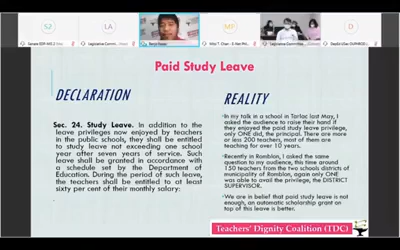 S2
LA
MF
D
Paid Study Leave
DECLARATION
REALITY
Sec. 24. Study Leave. In addition to the
leave privileges now enjoyed by teachers
in the public schools, they shall be entitled
to study leave not exceeding one school
year after seven years of service. Such
leave shall be granted in accordance with
a schedule set by the Department of
Education. During the period of such leave,
the teachers shall be entitled to at least
sixty per cent of their monthly salary:
In my talk in a school in Tarlac last May, I
asked the audience to raise their hand if
they enjoyed the paid study leave privilege,
only ONE did, the principal. There are more
or less 200 teachers, most of them are
teaching for over 10 years.
Recently in Romblon, I asked the same
question to my audience, this time around
150 teachers from the two school districts of
municipality of Romblon, again only ONE
was able to avail the privilege, the DISTRICT
SUPERVISOR.
We are in belief that paid study leave is not
enough, an automatic scholarship grant on
top of this leave is better.
Teachers' Dignity Coalition (TDC)